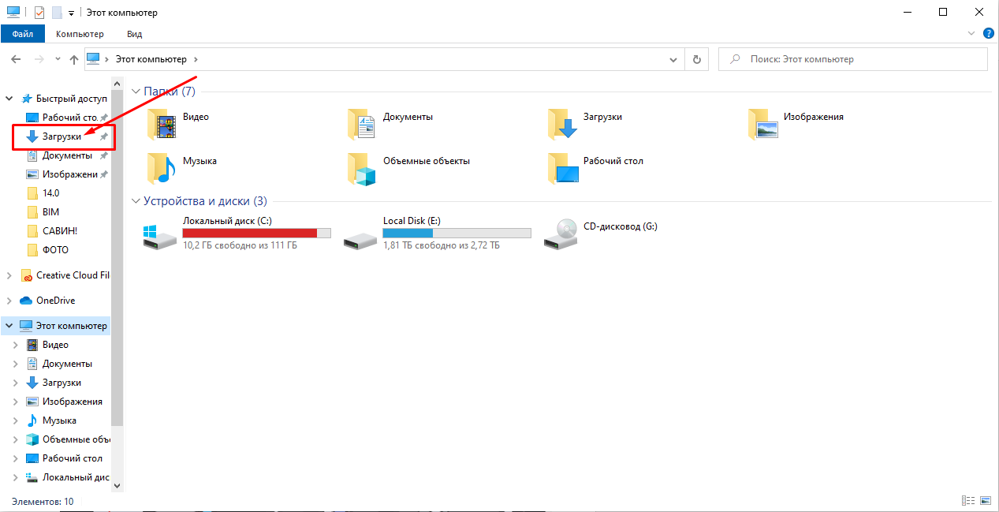 Этот компьютер
Файл Компьютер Вид
Этот компьютер
Поиск: Этот компьютер
Быстрый доступ
Рабочий сто.
Загрузки
Документы
Изображени
14.0
BIM
САВИН!
ФОТО
Creative Cloud Fil
OneDrive
Этот компьютер
Видео
Документы
Загрузки
Изображения
Музыка
Объемные объ
Рабочий стол
Локальный дис
Папки (7)
Видео
Документы
Загрузки
Изображения
Музыка
Объемные объекты
Рабочий стол
Устройства и диски (3)
Локальный диск (C:)
10,2 ГБ свободно из 111 ГБ
Local Disk (E:)
1,81 ТБ свободно из 2,72 ТБ
CD-дисковод (G:)
Элементов: 10